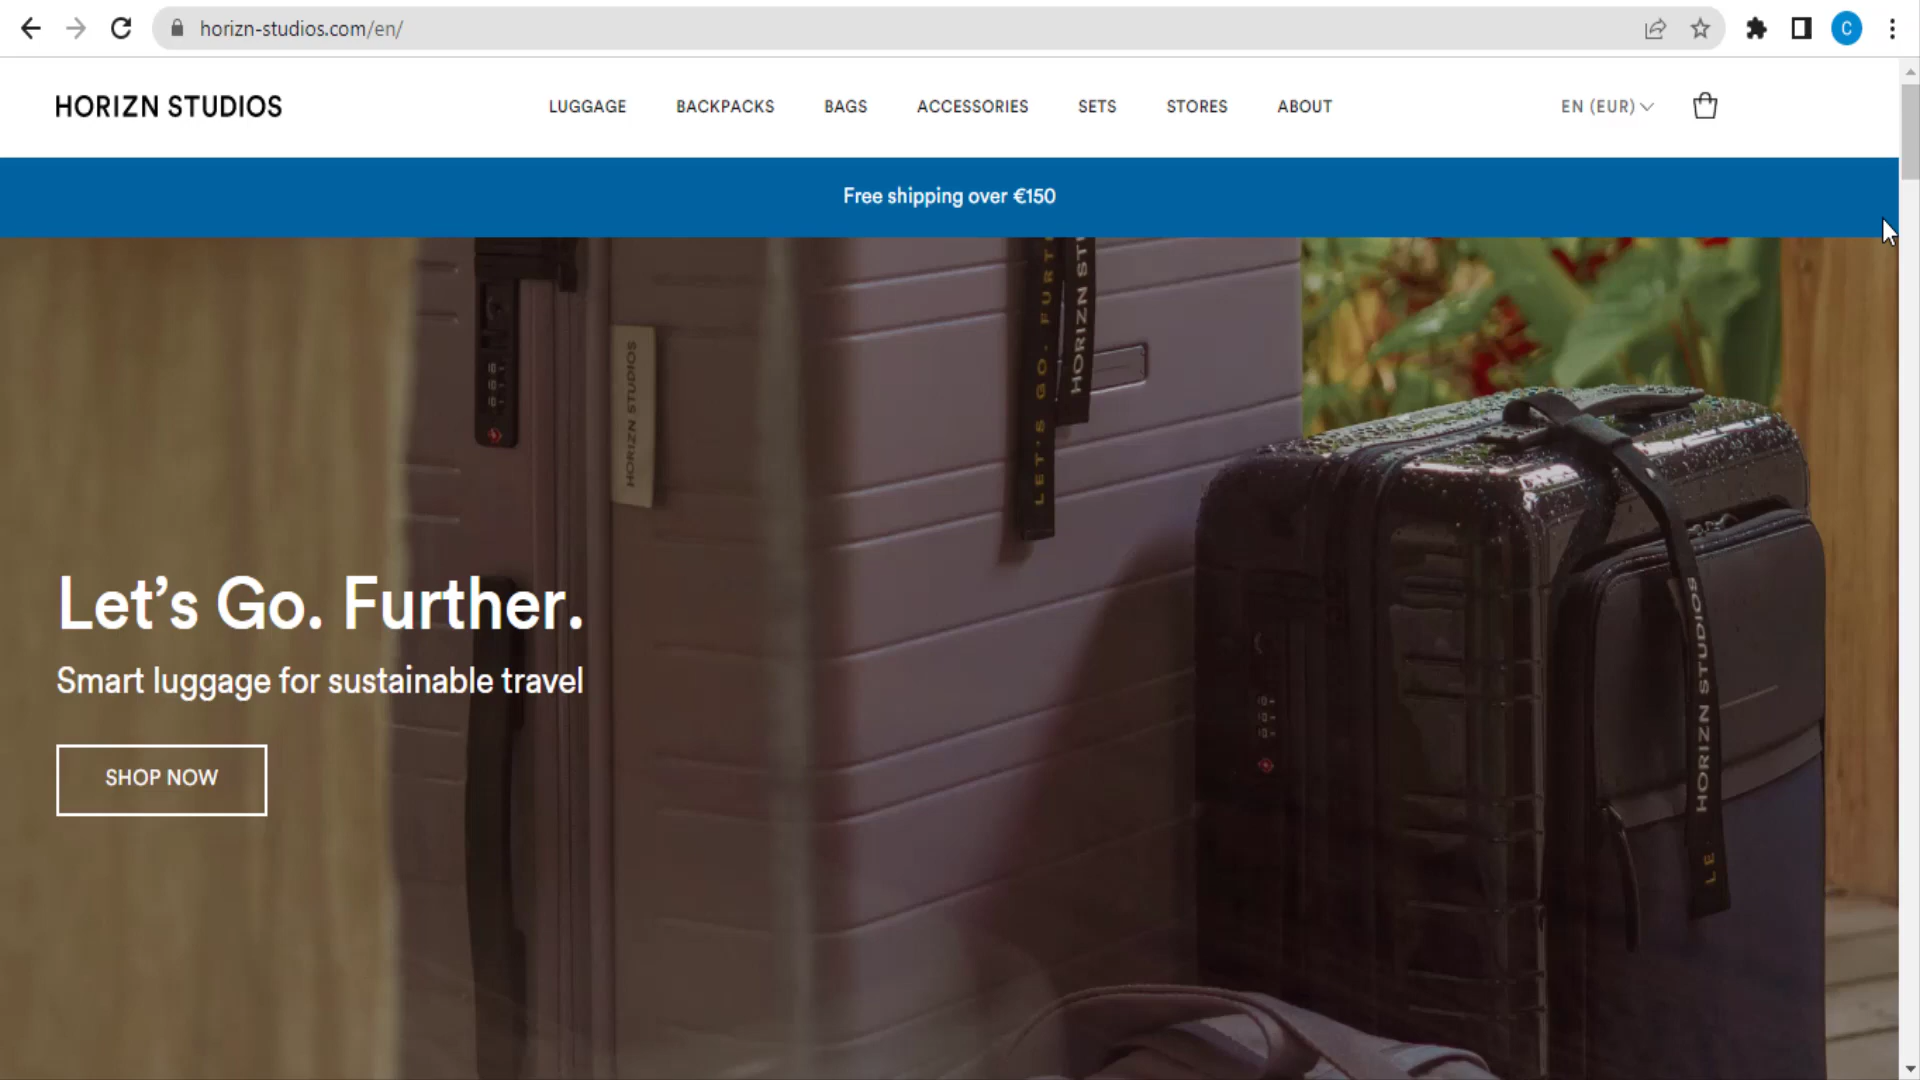 horizn-studios.com/en/
C
HORIZN STUDIOS
LUGGAGE BACKPACKS BAGS ACCESSORIES SETS STORES ABOUT
EN (EUR)
Free shipping over €150
HORIZN STUDIOS
LET'S GO. FURT
HORIZN ST
Let's Go. Further.
Smart luggage for sustainable travel
SHOP NOW
HORIZN STUDIOS
LE